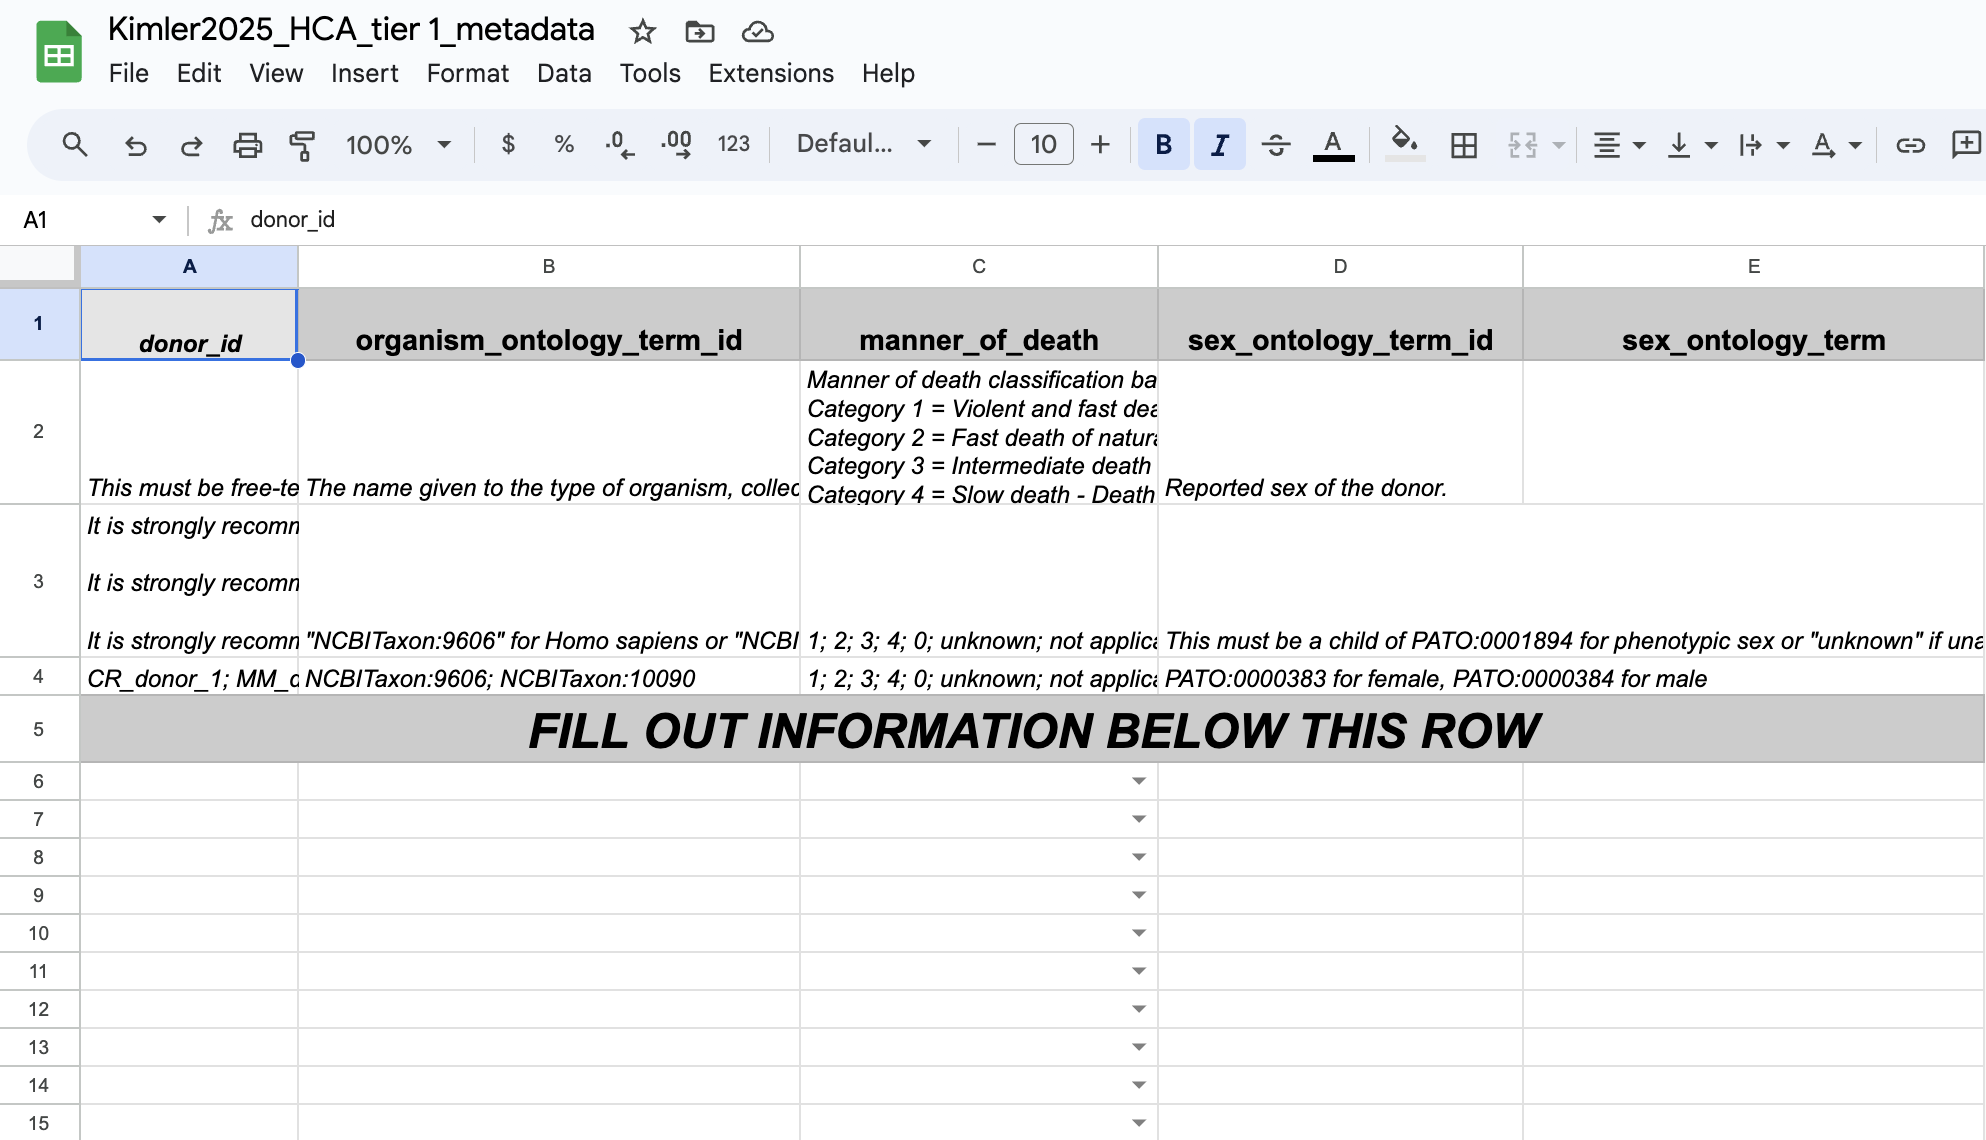 Kimler2025_HCA_tier 1_metadata
File Edit View Insert Format Data Tools Extensions Help
100% $ % .0 .00 123 Defaul... 10 B I A A
A1 fx donor_id
A B C D E
1 donor_id organism_ontology_term_id manner_of_death sex_ontology_term_id sex_ontology_term
Manner of death classification ba
Category 1 = Violent and fast dea
2 Category 2 = Fast death of natura
Category 3 = Intermediate death
This must be free-te The name given to the type of organism, collec Category 4 = Slow death - Death Reported sex of the donor.
It is strongly recomm
3 It is strongly recomm
It is strongly recomm "NCBITaxon:9606" for Homo sapiens or "NCBI 1; 2; 3; 4; 0; unknown; not applica This must be a child of PATO:0001894 for phenotypic sex or "unknown" if una
4 CR_donor_1; MM_d NCBITaxon:9606; NCBITaxon:10090 1; 2; 3; 4; 0; unknown; not applica PATO:0000383 for female, PATO:0000384 for male
5 FILL OUT INFORMATION BELOW THIS ROW
6
7
8
9
10
11
12
13
14
15